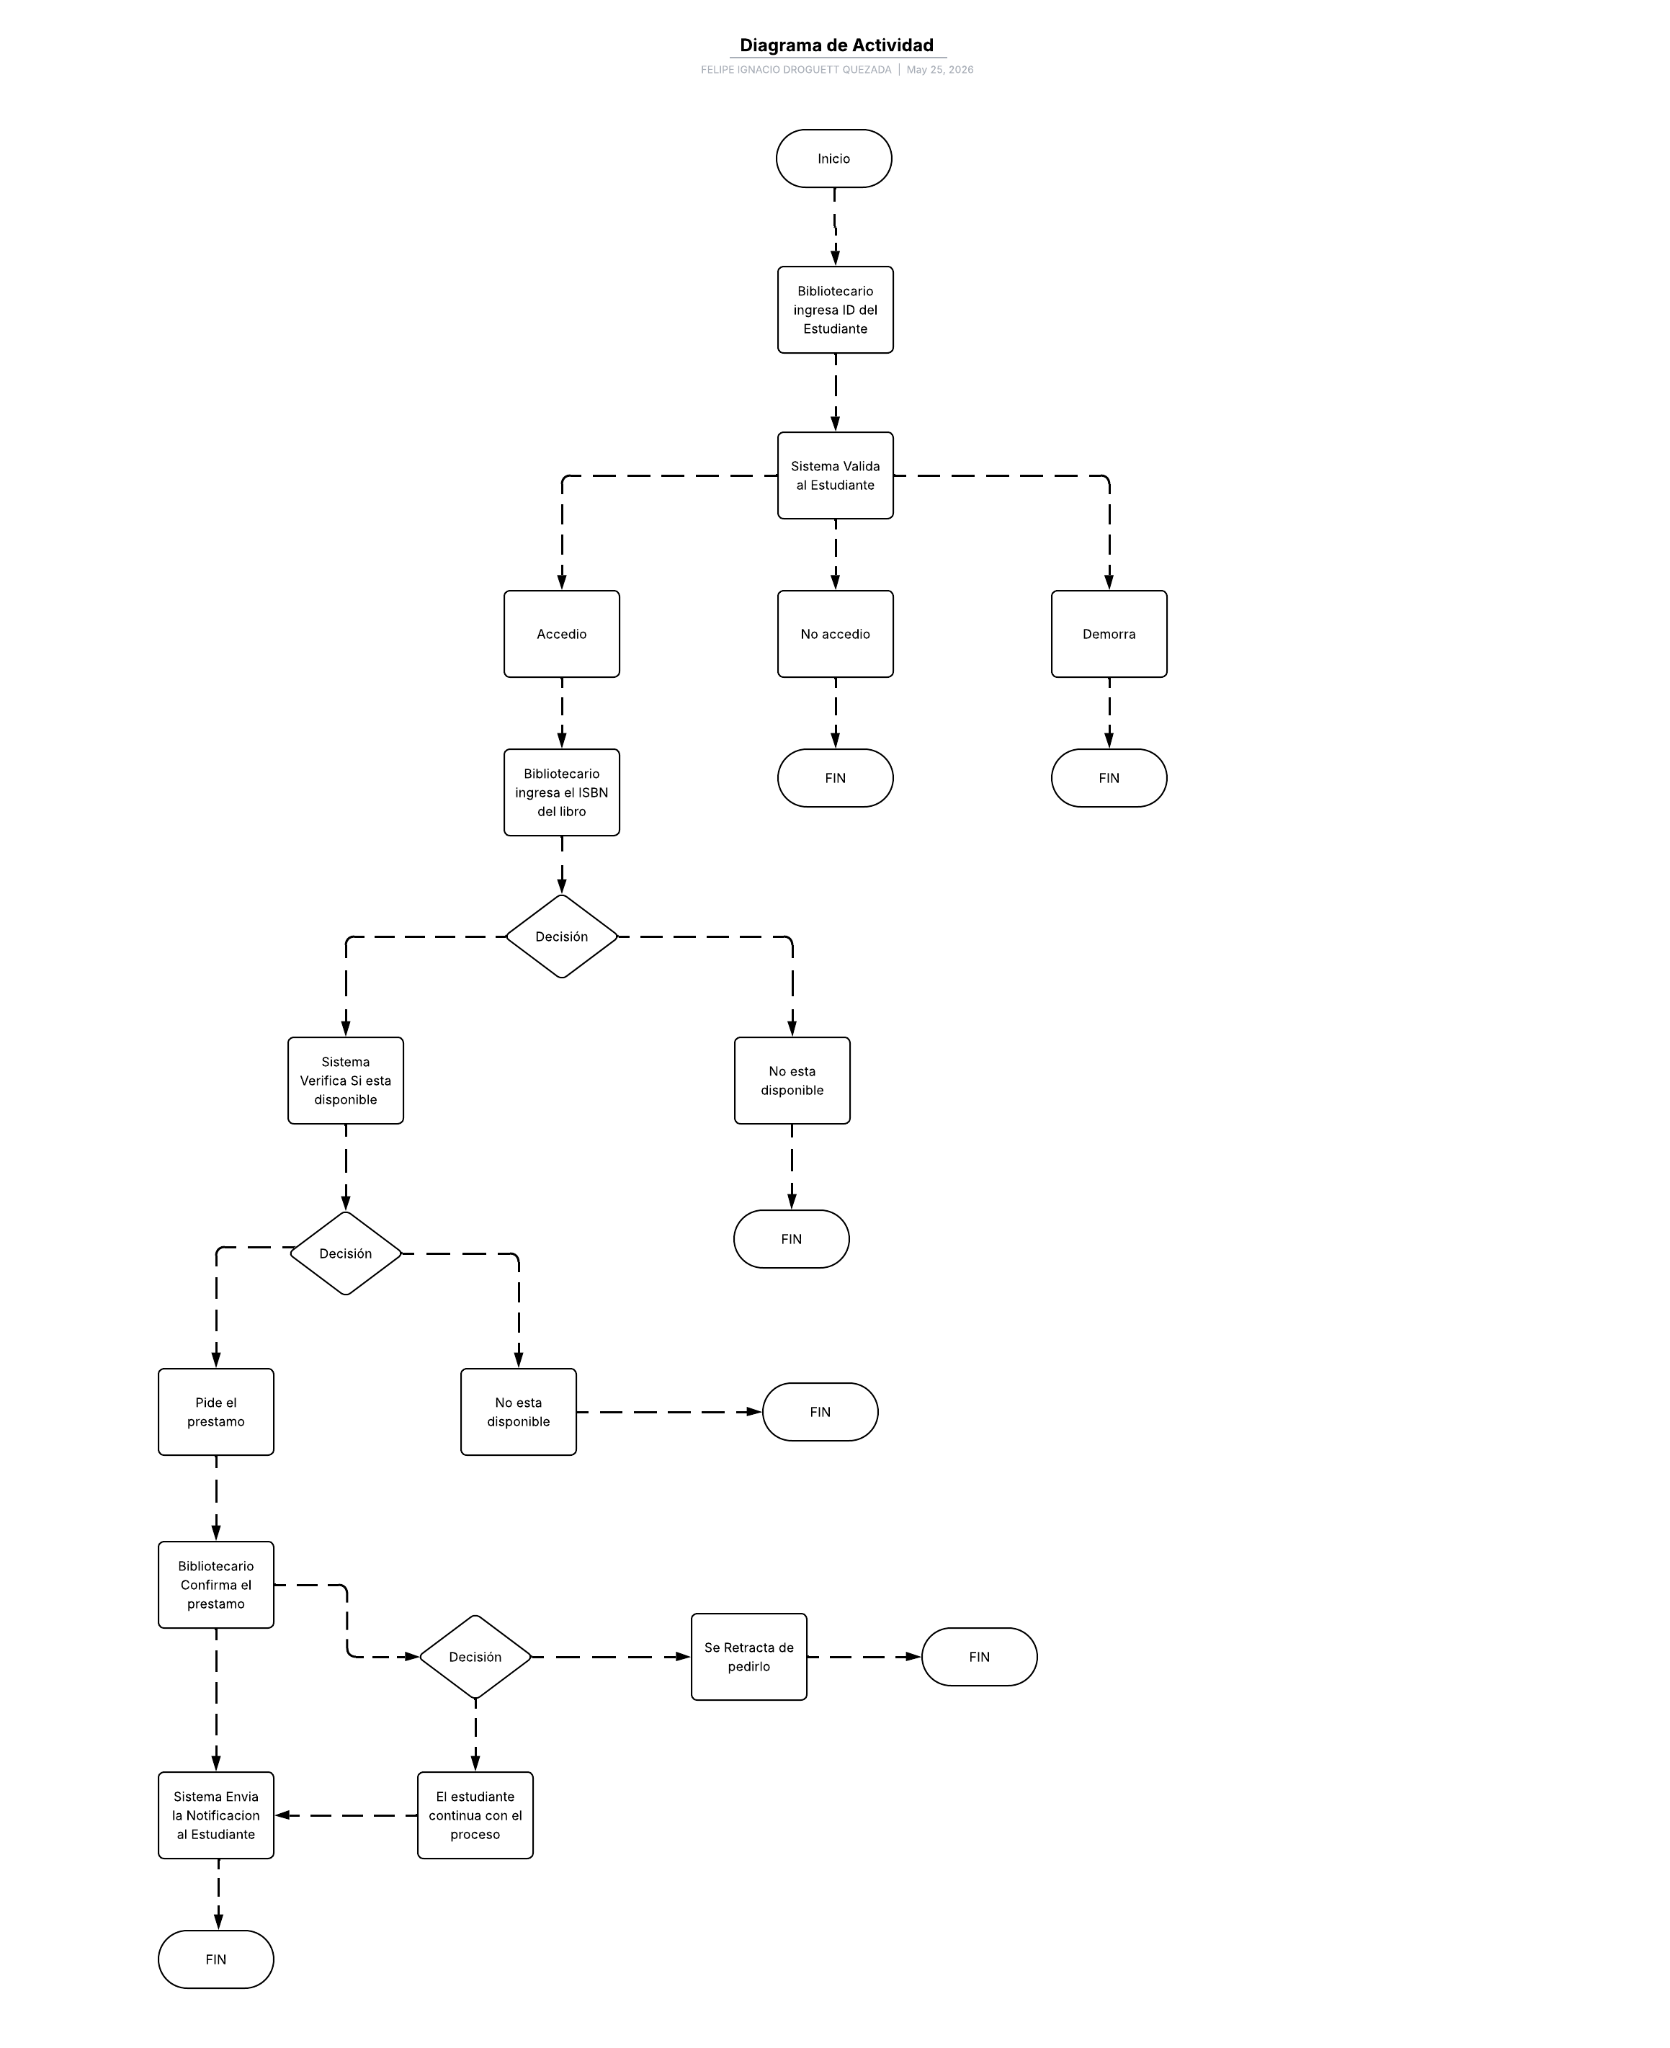 Diagrama de Actividad
FELIPE IGNACIO DROGUETT QUEZADA | May 25, 2026
Inicio
Bibliotecario
ingresa ID del
Estudiante
Sistema Valida
al Estudiante
Accedio
No accedio
Demorra
Bibliotecario
ingresa el ISBN
del libro
FIN
FIN
Decisión
Sistema
Verifica Si esta
disponible
No esta
disponible
FIN
Decisión
Pide el
prestamo
No esta
disponible
FIN
Bibliotecario
Confirma el
prestamo
Decisión
Se Retracta de
pedirlo
FIN
Sistema Envia
la Notificacion
al Estudiante
El estudiante
continua con el
proceso
FIN